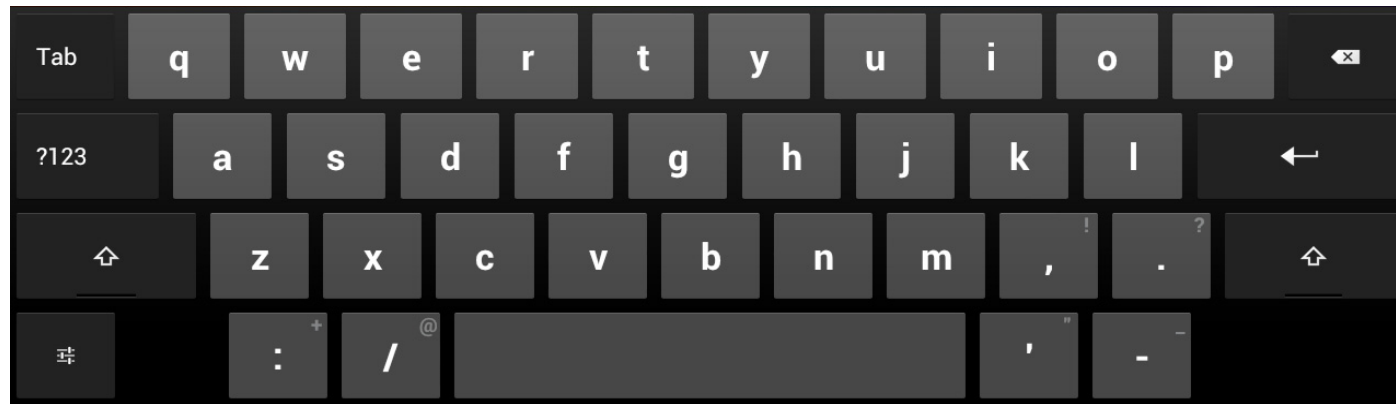 Tab q w e r t y u i o p
?123 a s d f g h j k l
z x c v b n m , ! . ?
: + / @ ' " - _